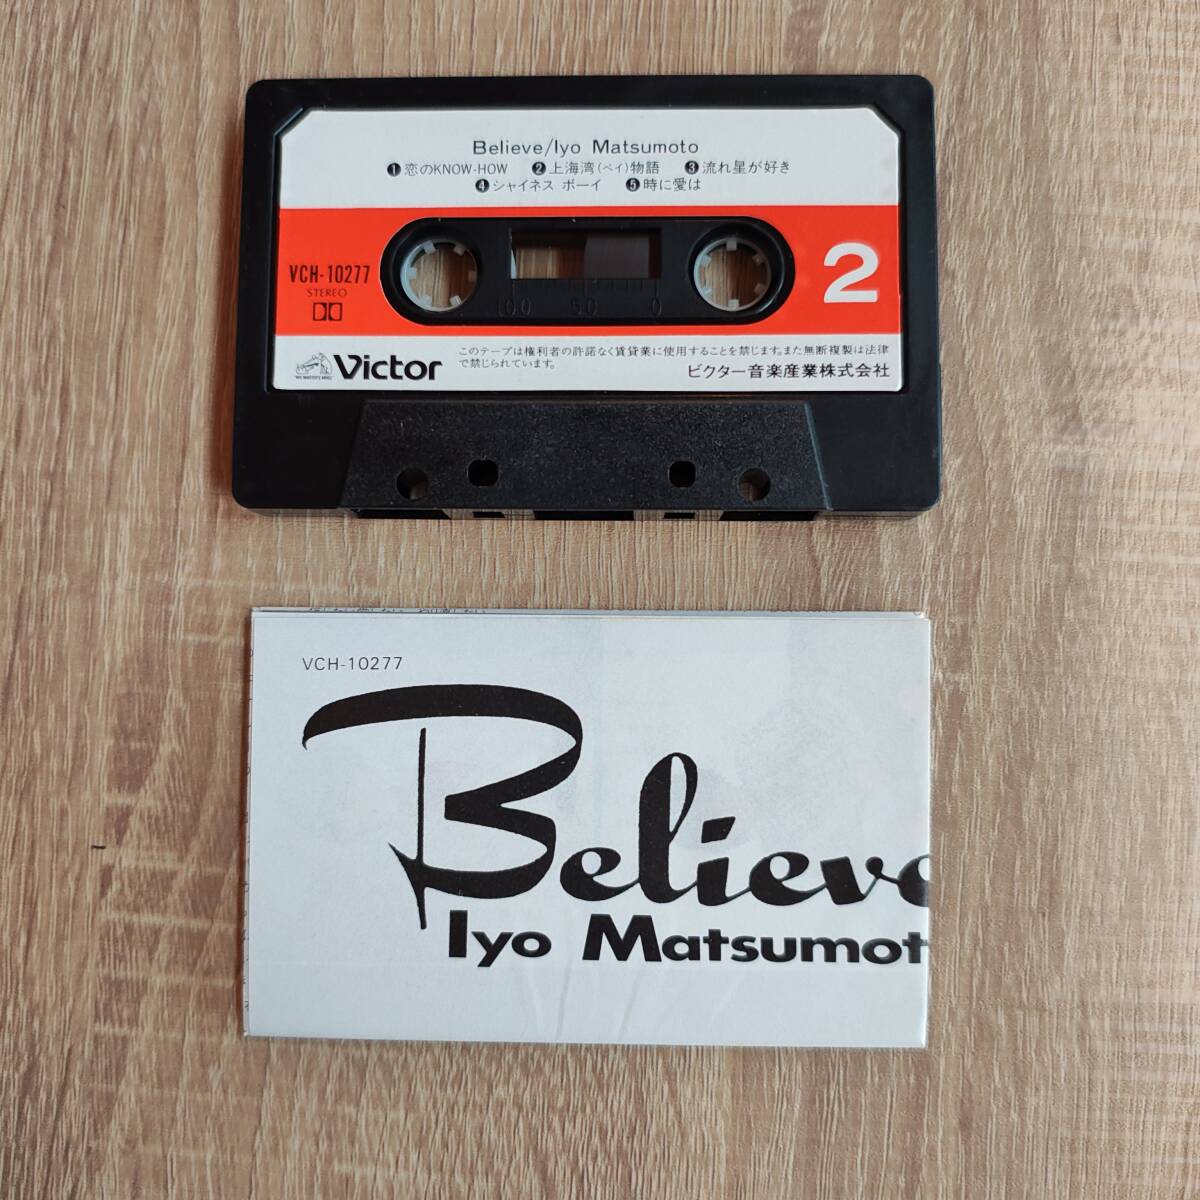 Believe/Iyo Matsumoto
❶恋のKNOW-HOW ❷上海湾(ベイ)物語 ❸流れ星が好き
❹シャイネス ボーイ ❺時に愛は
VCH-10277
STEREO
2
100 50 0
Victor
このテープは権利者の許諾なく賃貸業に使用することを禁じます。また無断複製は法律
で禁じられています。
ビクター音楽産業株式会社
VCH-10277
Believe
Iyo Matsumot